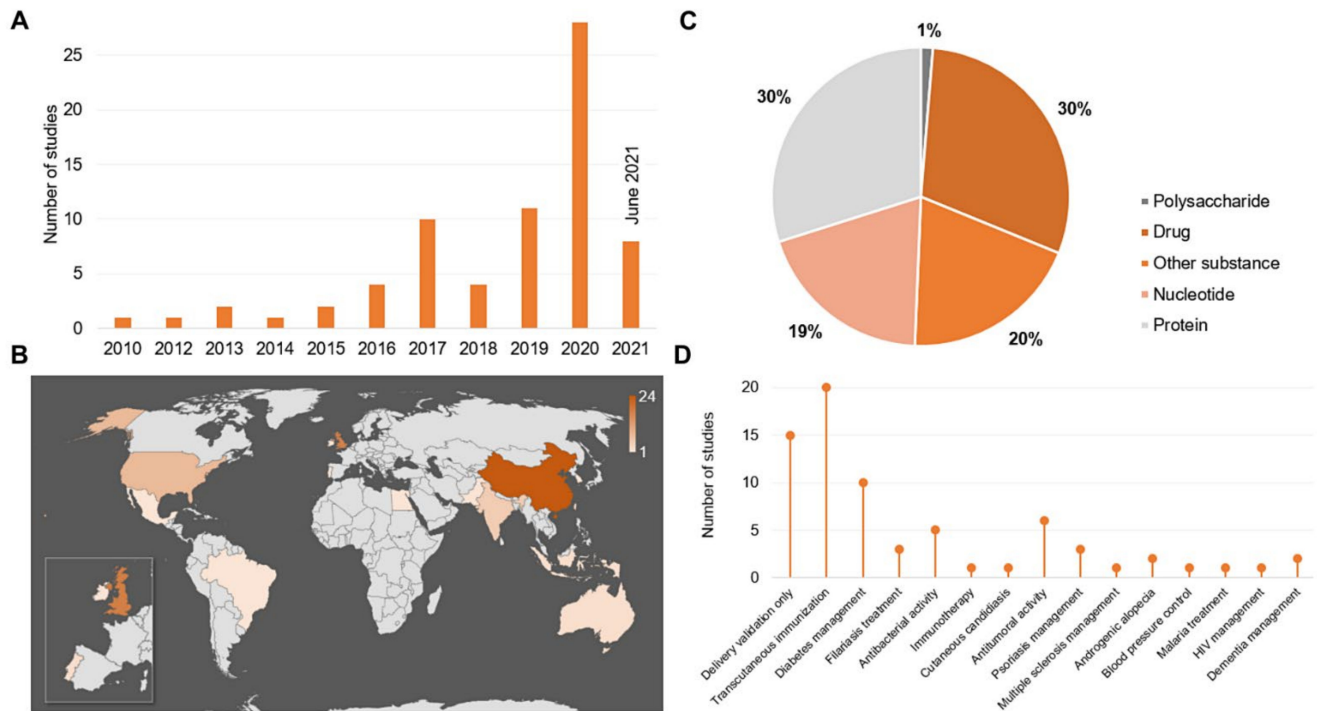 A
Number of studies
25
20
15
10
5
0
June 2021
2010 2012 2013 2014 2015 2016 2017 2018 2019 2020 2021
B
24
1
C
1%
30%
20%
19%
30%
Polysaccharide
Drug
Other substance
Nucleotide
Protein
D
Number of studies
20
15
10
5
0
Delivery validation only
Transcutaneous immunization
Diabetes management
Filariasis treatment
Antibacterial activity
Immunotherapy
Cutaneous candidiasis
Antitumoral activity
Psoriasis management
Multiple sclerosis management
Androgenic alopecia
Blood pressure control
Malaria treatment
HIV management
Dementia management